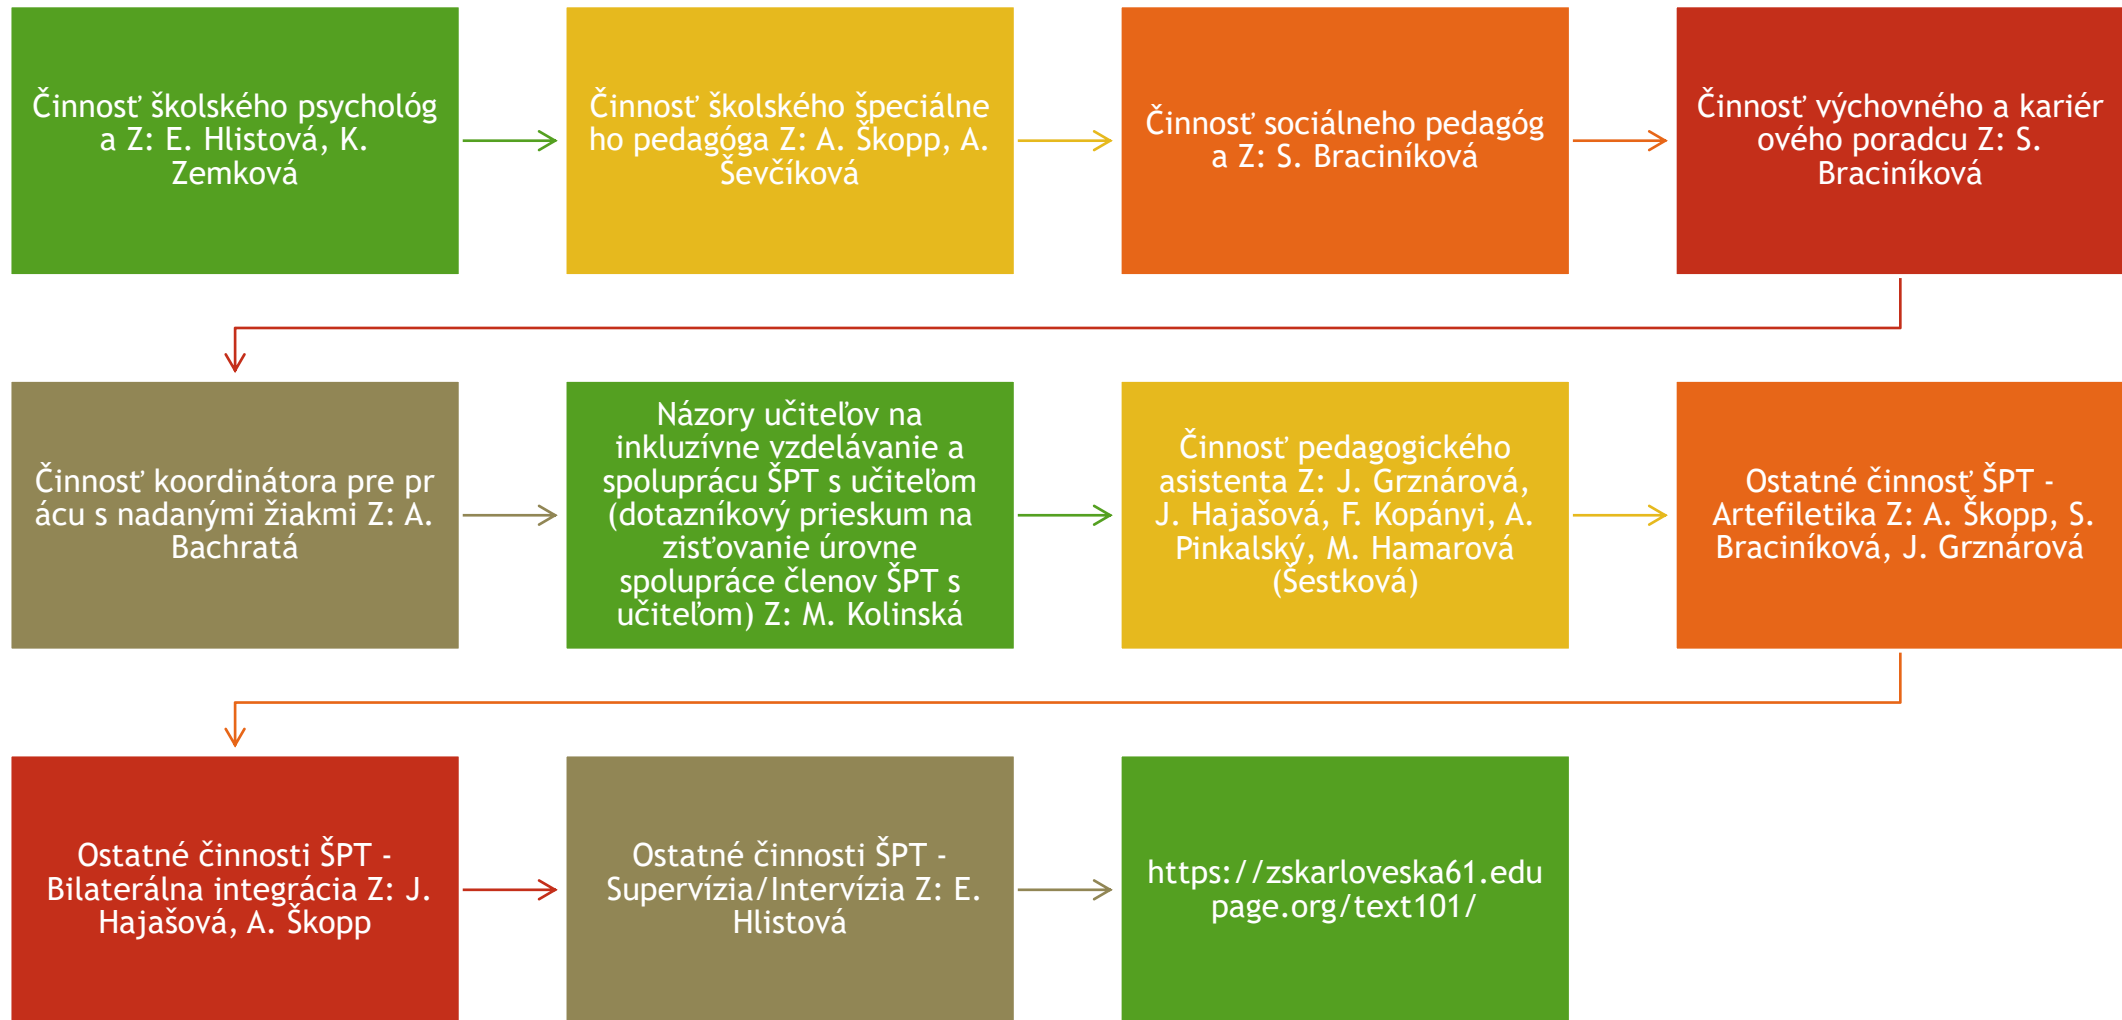 Činnosť školského psychológ
a Z: E. Hlistová, K.
Zemková
Činnosť školského špeciálne
ho pedagóga Z: A. Škopp, A.
Ševčíková
Činnosť sociálneho pedagóg
a Z: S. Braciníková
Činnosť výchovného a kariér
ového poradcu Z: S.
Braciníková
Činnosť koordinátora pre pr
ácu s nadanými žiakmi Z: A.
Bachratá
Názory učiteľov na
inkluzívne vzdelávanie a
spoluprácu ŠPT s učiteľom
(dotazníkový prieskum na
zisťovanie úrovne
spolupráce členov ŠPT s
učiteľom) Z: M. Kolinská
Činnosť pedagogického
asistenta Z: J. Grznárová,
J. Hajašová, F. Kopányi, A.
Pinkalský, M. Hamarová
(Šestková)
Ostatné činnosť ŠPT -
Artefiletika Z: A. Škopp, S.
Braciníková, J. Grznárová
Ostatné činnosti ŠPT -
Bilaterálna integrácia Z: J.
Hajašová, A. Škopp
Ostatné činnosti ŠPT -
Supervízia/Intervízia Z: E.
Hlistová
https://zskarloveska61.edu
page.org/text101/